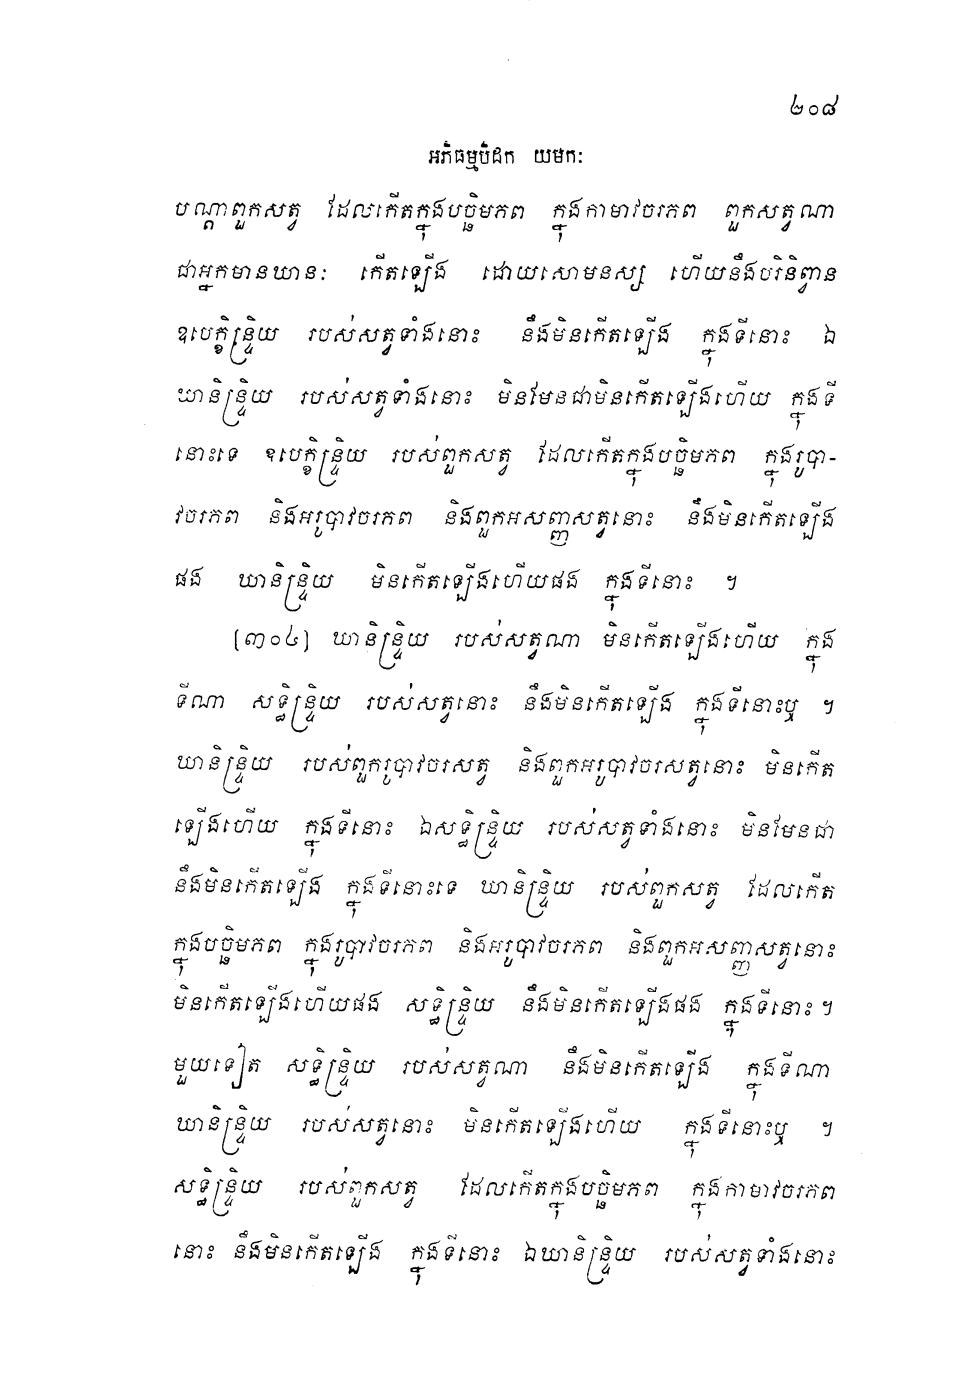 ២០៨
អភិធម្មបិដក យមកៈ
បណ្តាពួកសត្វ ដែលកើតក្នុងបច្ឆិមភព ក្នុងកាមាវចរភព ពួកសត្វណា
ជាអ្នកមានឃានៈ កើតឡើង ដោយសោមនស្ស ហើយនឹងបរិនិព្វាន
ឧបេក្ខិន្ទ្រិយ របស់សត្វទាំងនោះ នឹងមិនកើតឡើង ក្នុងទីនោះ ឯ
ឃានិន្ទ្រិយ របស់សត្វទាំងនោះ មិនមែនជាមិនកើតឡើងហើយ ក្នុងទី
នោះទេ ឧបេក្ខិន្ទ្រិយ របស់ពួកសត្វ ដែលកើតក្នុងបច្ឆិមភព ក្នុងរូបា-
វចរភព និងអរូបាវចរភព និងពួកអសញ្ញសត្វនោះ នឹងមិនកើតឡើង
ផង ឃានិន្ទ្រិយ មិនកើតឡើងហើយផង ក្នុងទីនោះ ។
[៣០៤] ឃានិន្ទ្រិយ របស់សត្វណា មិនកើតឡើងហើយ ក្នុង
ទីណា សទ្ធិន្ទ្រិយ របស់សត្វនោះ នឹងមិនកើតឡើង ក្នុងទីនោះឬ ។
ឃានិន្ទ្រិយ របស់ពួករូបាវចរសត្វ និងពួកអរូបាវចរសត្វនោះ មិនកើត
ឡើងហើយ ក្នុងទីនោះ ឯសទ្ធិន្ទ្រិយ របស់សត្វទាំងនោះ មិនមែនជា
នឹងមិនកើតឡើង ក្នុងទីនោះទេ ឃានិន្ទ្រិយ របស់ពួកសត្វ ដែលកើត
ក្នុងបច្ឆិមភព ក្នុងរូបាវចរភព និងអរូបាវចរភព និងពួកអសញ្ញសត្វនោះ
មិនកើតឡើងហើយផង សទ្ធិន្ទ្រិយ នឹងមិនកើតឡើងផង ក្នុងទីនោះ ។
មួយទៀត សទ្ធិន្ទ្រិយ របស់សត្វណា នឹងមិនកើតឡើង ក្នុងទីណា
ឃានិន្ទ្រិយ របស់សត្វនោះ មិនកើតឡើងហើយ ក្នុងទីនោះឬ ។
សទ្ធិន្ទ្រិយ របស់ពួកសត្វ ដែលកើតក្នុងបច្ឆិមភព ក្នុងកាមាវចរភព
នោះ នឹងមិនកើតឡើង ក្នុងទីនោះ ឯឃានិន្ទ្រិយ របស់សត្វទាំងនោះ